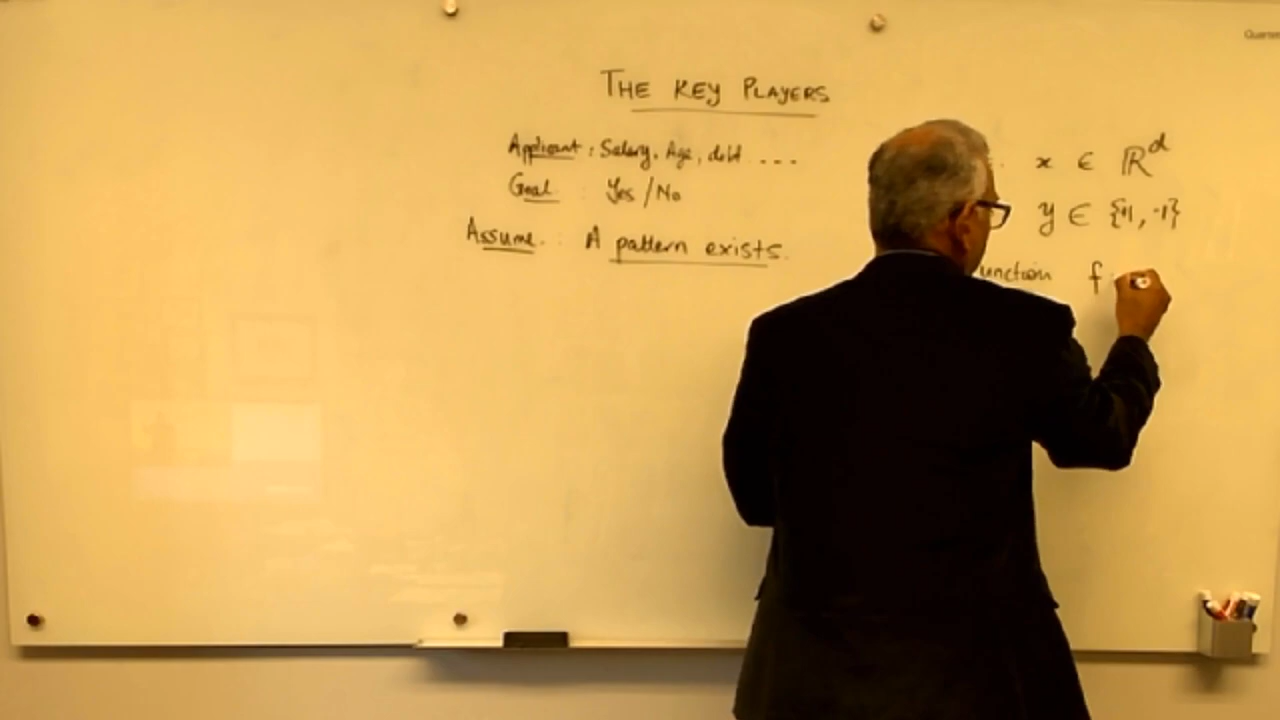 THE KEY PLAYERS
Applicant : Salary, Age, debt .... x ∈ ℝᵈ
Goal : Yes / No y ∈ {+1, -1}
Assume : A pattern exists. unction f